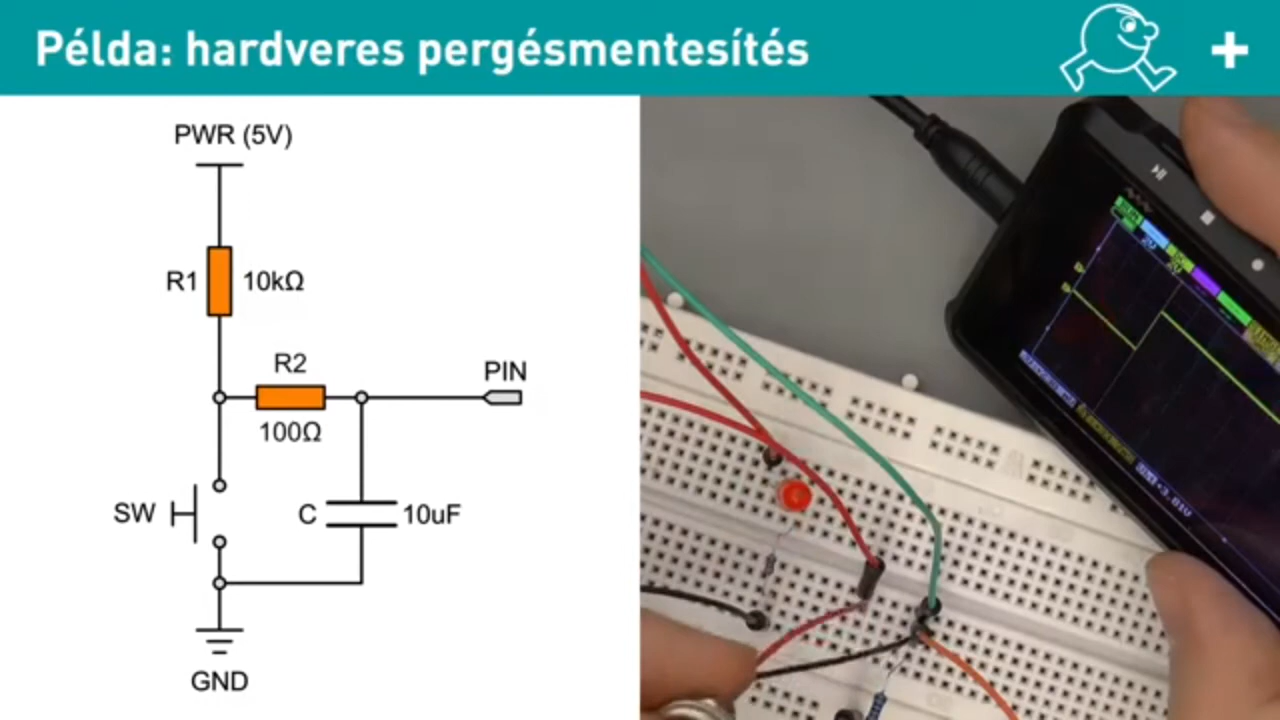 Példa: hardveres pergésmentesítés
PWR (5V)
R1 10kΩ
R2
100Ω
PIN
SW
C 10uF
GND